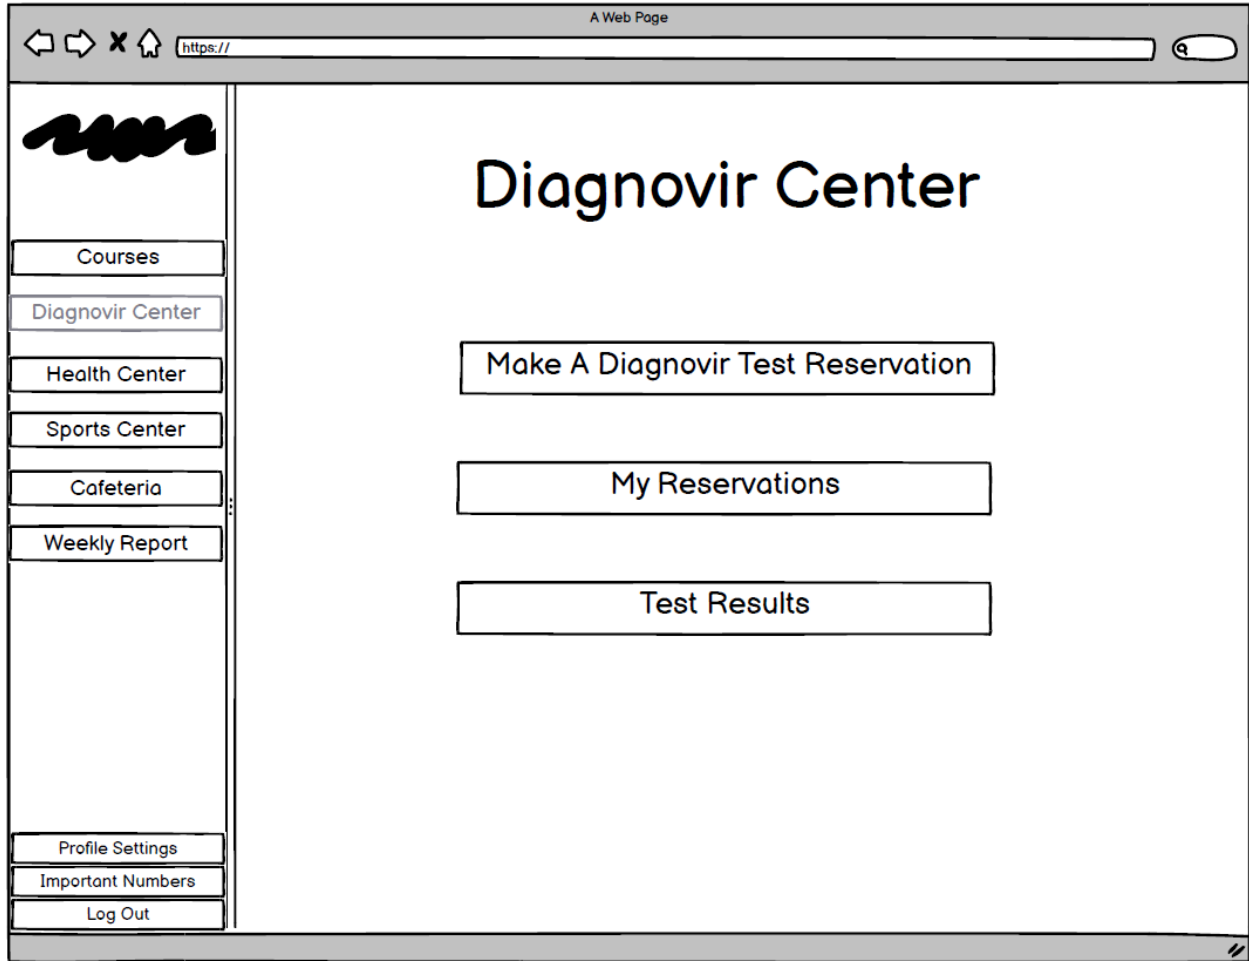 A Web Page
https://
Diagnovir Center
Courses
Diagnovir Center
Health Center
Sports Center
Cafeteria
Weekly Report
Make A Diagnovir Test Reservation
My Reservations
Test Results
Profile Settings
Important Numbers
Log Out